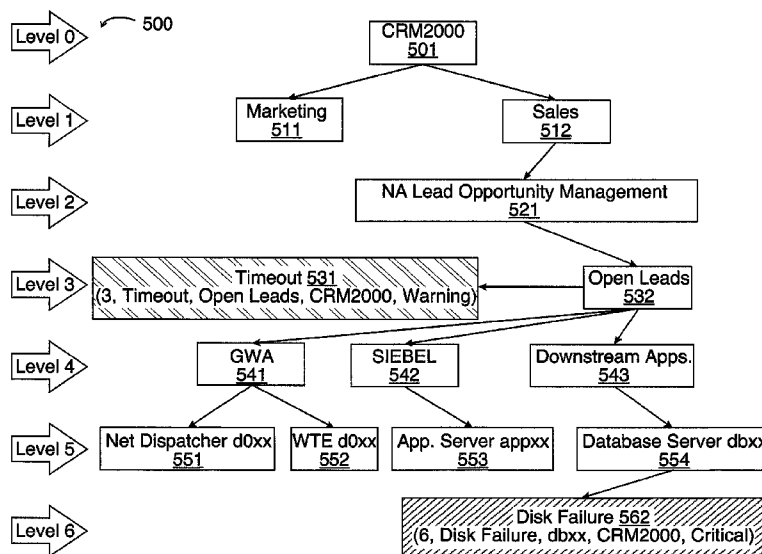 Level 0
500
CRM2000
501
Level 1
Marketing
511
Sales
512
Level 2
NA Lead Opportunity Management
521
Level 3
Timeout 531
(3, Timeout, Open Leads, CRM2000, Warning)
Open Leads
532
Level 4
GWA
541
SIEBEL
542
Downstream Apps.
543
Level 5
Net Dispatcher d0xx
551
WTE d0xx
552
App. Server appxx
553
Database Server dbxx
554
Level 6
Disk Failure 562
(6, Disk Failure, dbxx, CRM2000, Critical)